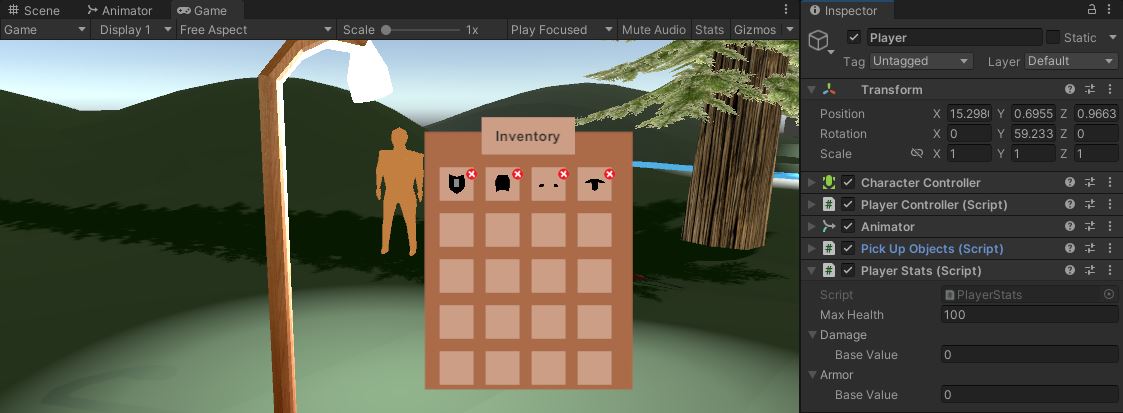 Scene Animator Game
Game Display 1 Free Aspect Scale 1x Play Focused Mute Audio Stats Gizmos
Inventory
Inspector
Player Static
Tag Untagged Layer Default
Transform
Position X 15.298 Y 0.6955 Z 0.9663
Rotation X 0 Y 59.233 Z 0
Scale X 1 Y 1 Z 1
Character Controller
# Player Controller (Script)
Animator
# Pick Up Objects (Script)
# Player Stats (Script)
Script PlayerStats
Max Health 100
Damage
Base Value 0
Armor
Base Value 0